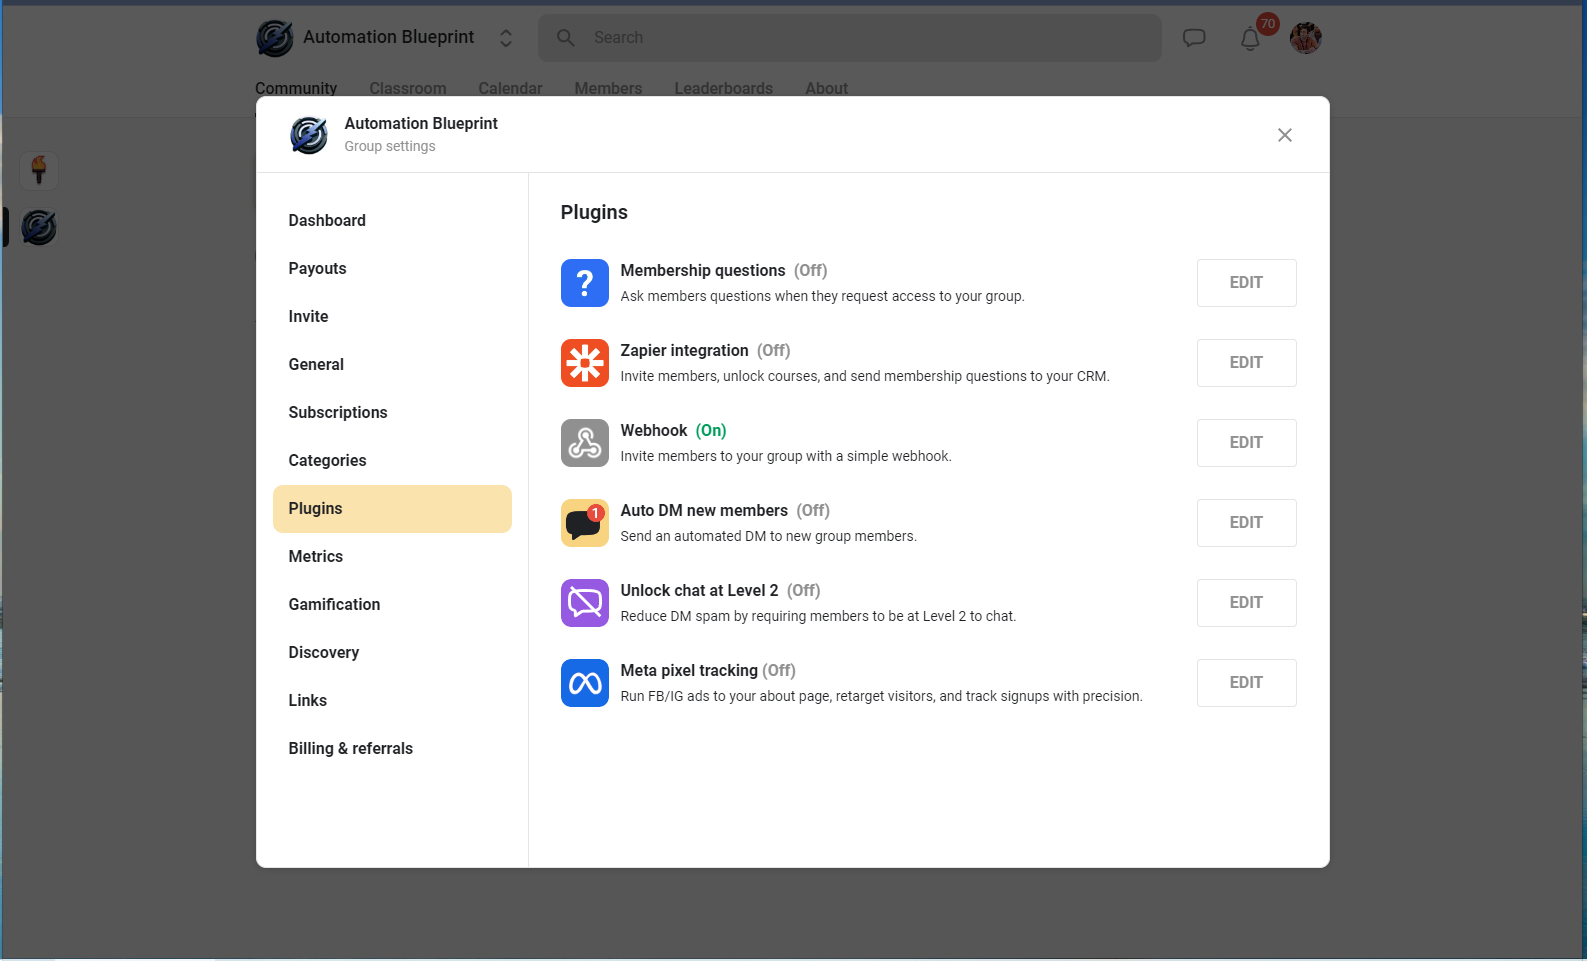 Automation Blueprint
Search
70
Community Classroom Calendar Members Leaderboards About
Automation Blueprint
Group settings
Dashboard
Payouts
Invite
General
Subscriptions
Categories
Plugins
Metrics
Gamification
Discovery
Links
Billing & referrals
Plugins
?
Membership questions (Off)
Ask members questions when they request access to your group.
EDIT
Zapier integration (Off)
Invite members, unlock courses, and send membership questions to your CRM.
EDIT
Webhook (On)
Invite members to your group with a simple webhook.
EDIT
1
Auto DM new members (Off)
Send an automated DM to new group members.
EDIT
Unlock chat at Level 2 (Off)
Reduce DM spam by requiring members to be at Level 2 to chat.
EDIT
Meta pixel tracking (Off)
Run FB/IG ads to your about page, retarget visitors, and track signups with precision.
EDIT